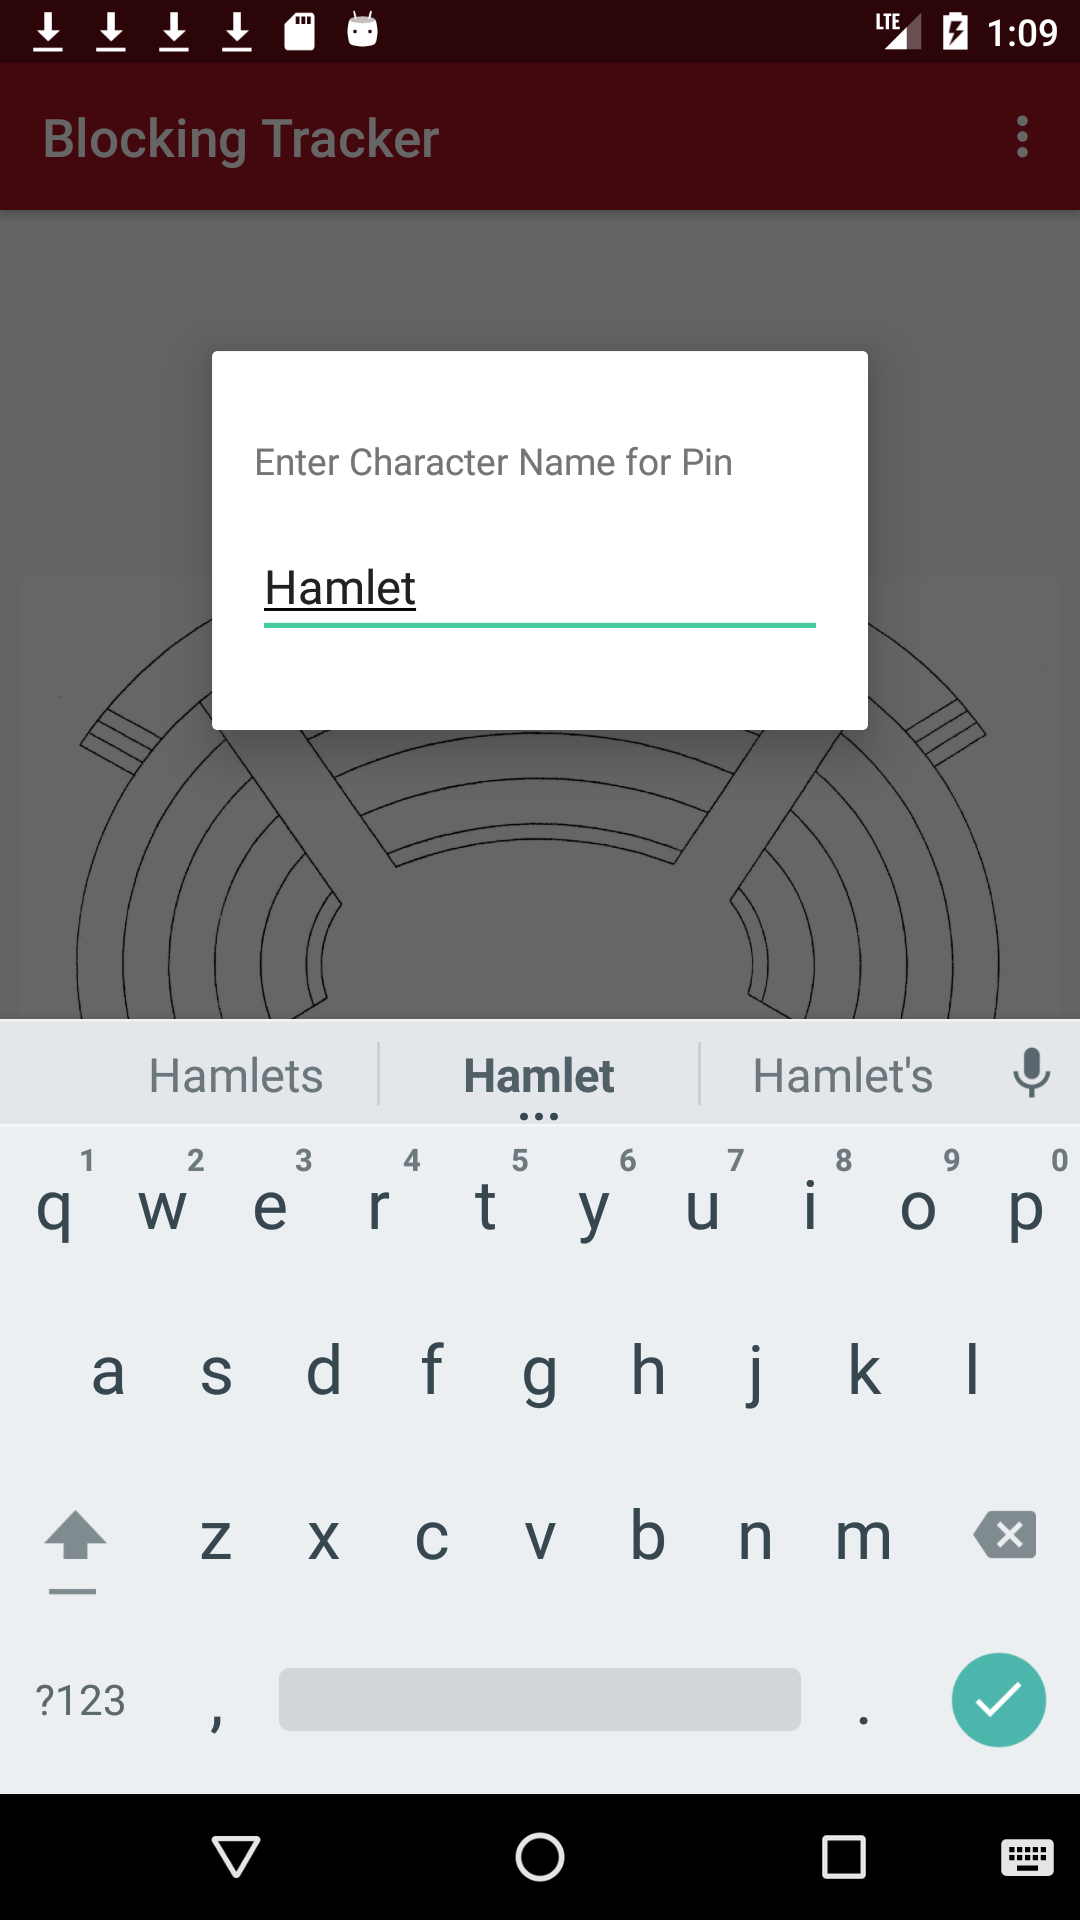 LTE 1:09
Blocking Tracker
Enter Character Name for Pin
Hamlet
Hamlets Hamlet Hamlet's
1 2 3 4 5 6 7 8 9 0
q w e r t y u i o p
a s d f g h j k l
z x c v b n m
?123 , .